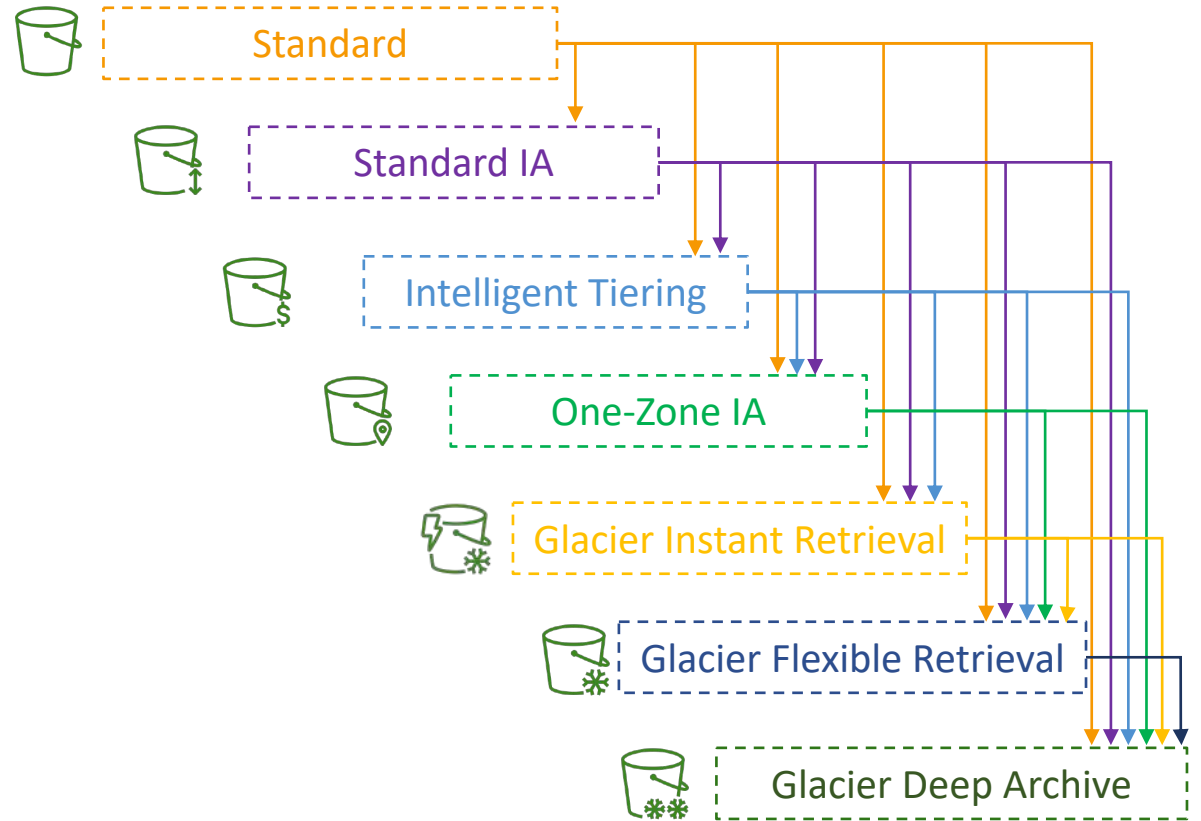 Standard
Standard IA
Intelligent Tiering
$
One-Zone IA
Glacier Instant Retrieval
Glacier Flexible Retrieval
Glacier Deep Archive